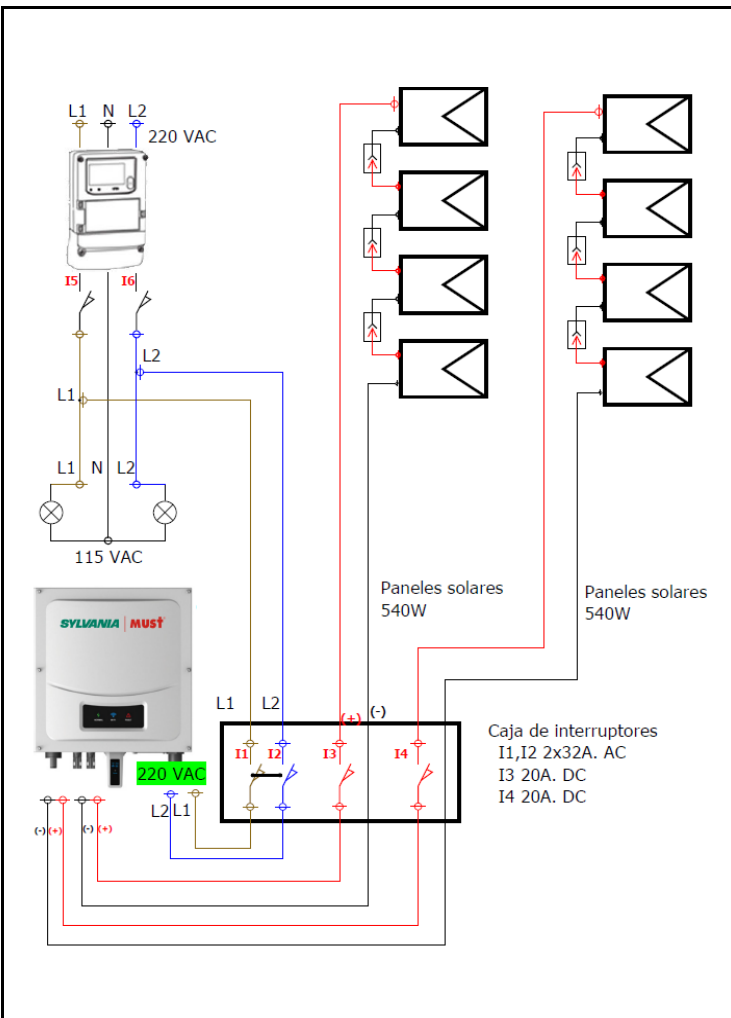 L1 N L2
220 VAC
I5 I6
L2
L1
L1 N L2
115 VAC
SYLVANIA | MUST
Paneles solares
540W
Paneles solares
540W
L1 L2
(+) (-)
Caja de interruptores
I1,I2 2x32A. AC
I3 20A. DC
I4 20A. DC
I1 I2 I3 I4
220 VAC
L2 L1
(-) (+) (-) (+)